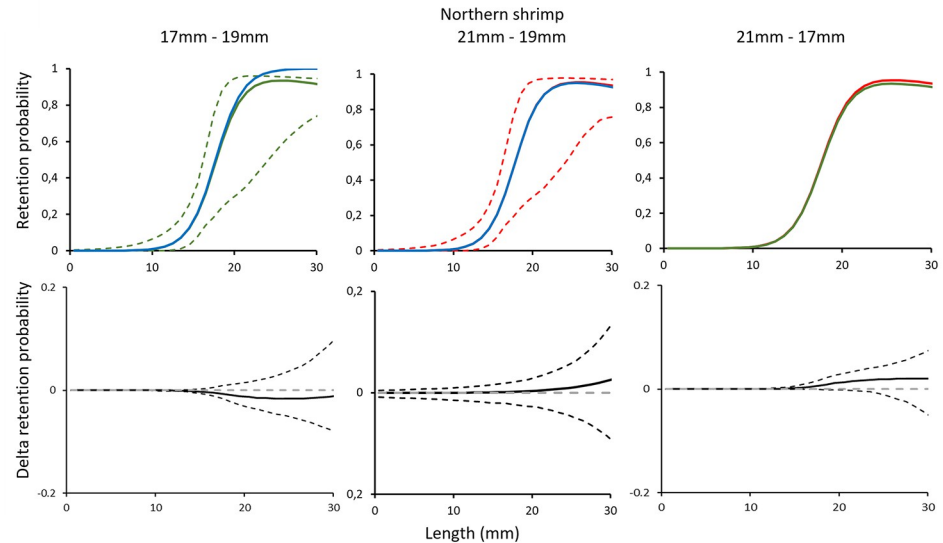 Northern shrimp
17mm - 19mm
21mm - 19mm
21mm - 17mm
Retention probability
1
0,8
0,6
0,4
0,2
0
0 10 20 30
1
0,8
0,6
0,4
0,2
0
0 10 20 30
1
0,8
0,6
0,4
0,2
0
0 10 20 30
Delta retention probability
0.2
0
-0.2
0 10 20 30
0,2
0
0,2
0 10 20 30
0.2
0
-0.2
0 10 20 30
Length (mm)